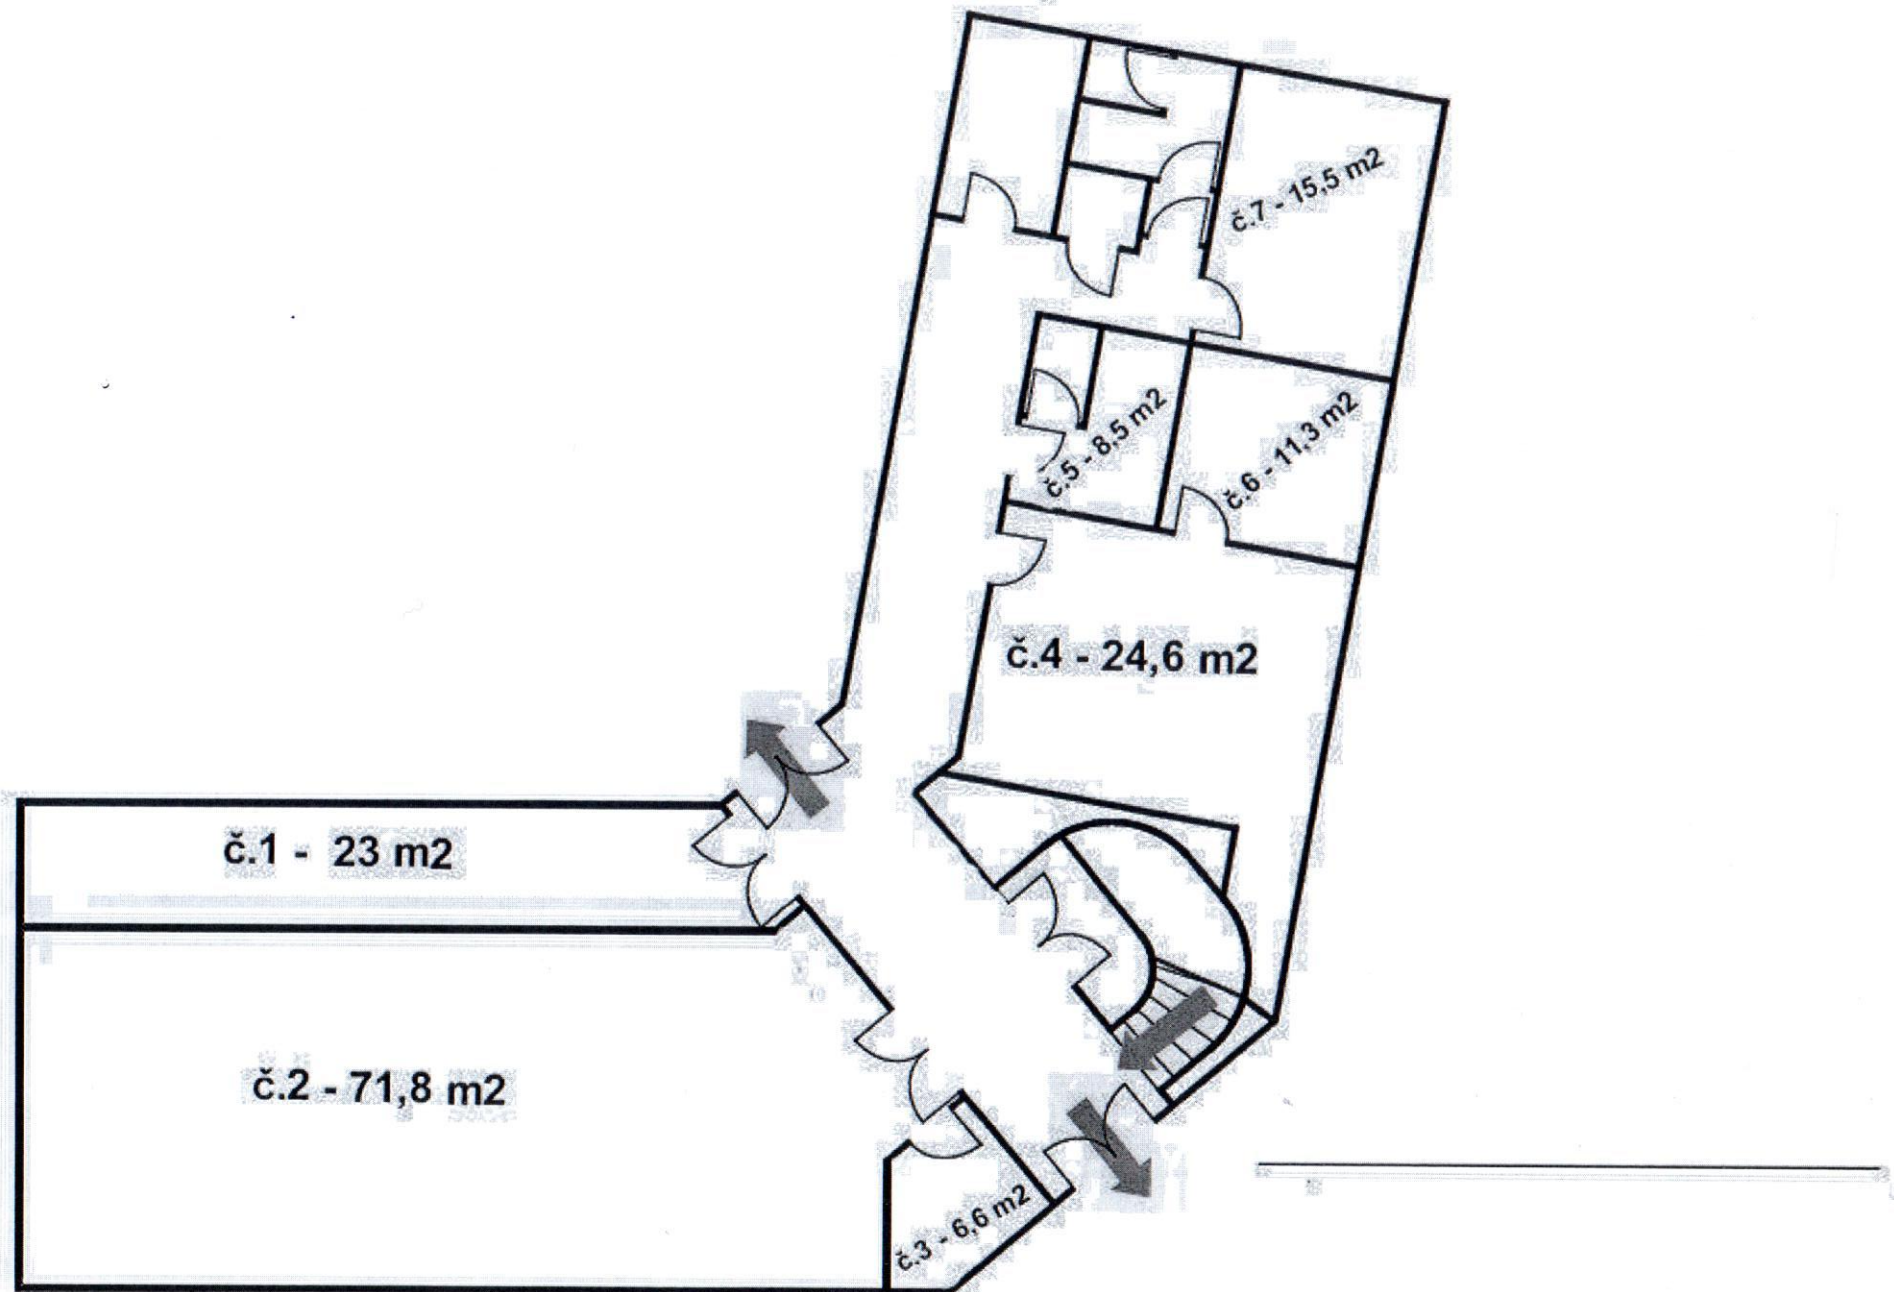 č.7 - 15,5 m2
č.5 - 8,5 m2
č.6 - 11,3 m2
č.4 - 24,6 m2
č.1 - 23 m2
č.2 - 71,8 m2
č.3 - 6,6 m2